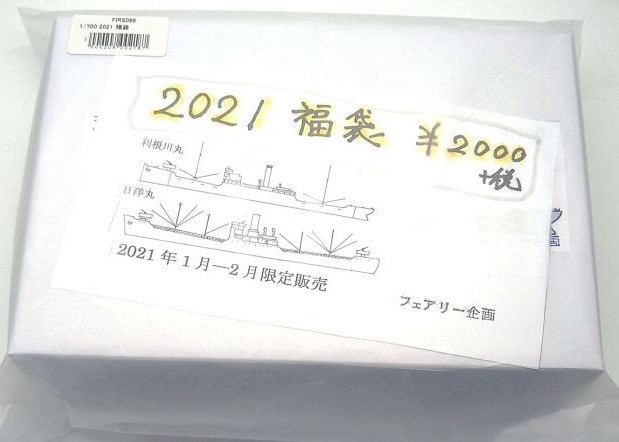 FIRS089
1/700 2021 福袋
2021 福袋 ¥2000
+税
利根川丸
日洋丸
2021年1月―2月限定販売
フェアリー企画